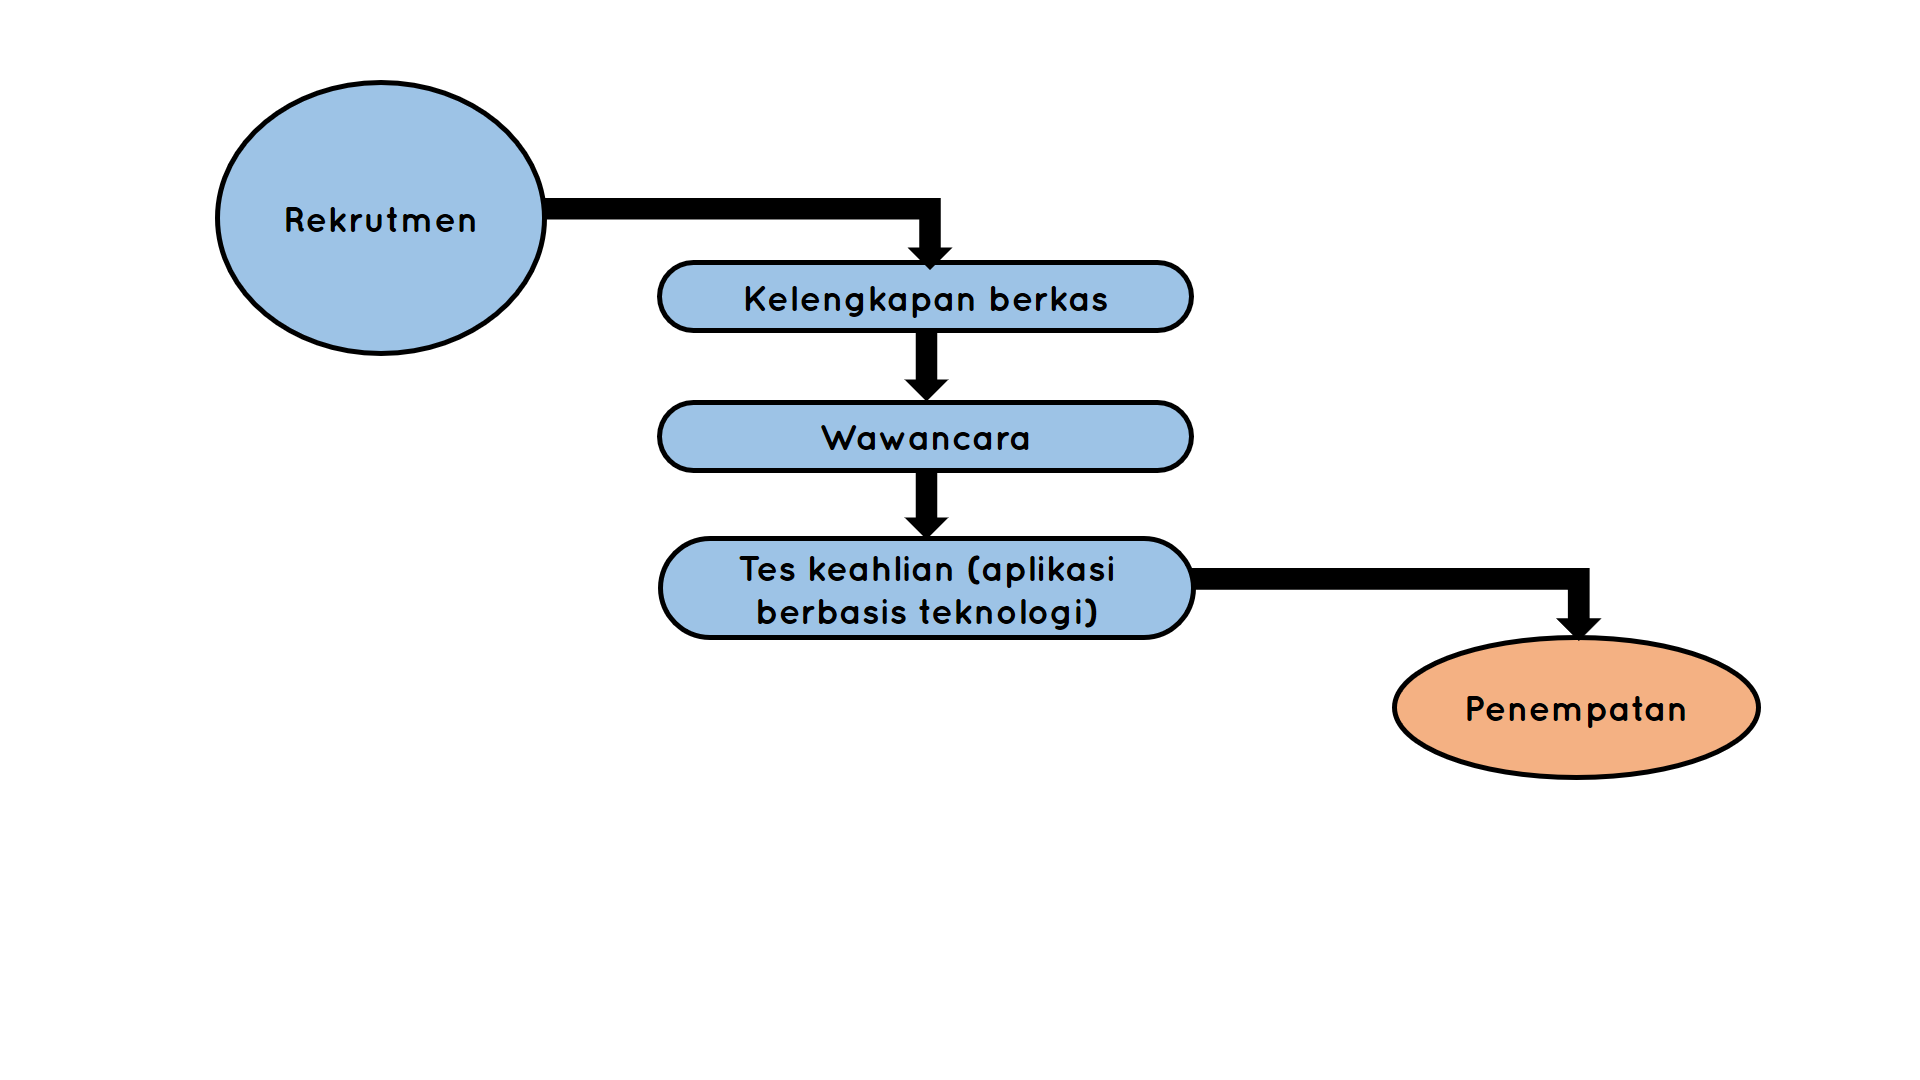 Rekrutmen
Kelengkapan berkas
Wawancara
Tes keahlian (aplikasi
berbasis teknologi)
Penempatan